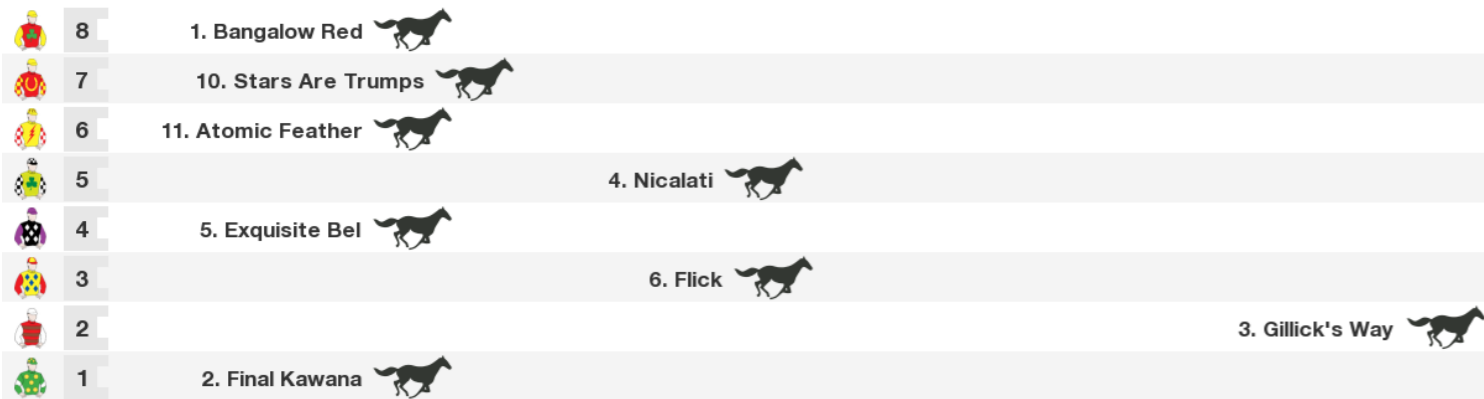 8 1. Bangalow Red
7 10. Stars Are Trumps
6 11. Atomic Feather
5 4. Nicalati
4 5. Exquisite Bel
3 6. Flick
2 3. Gillick's Way
1 2. Final Kawana